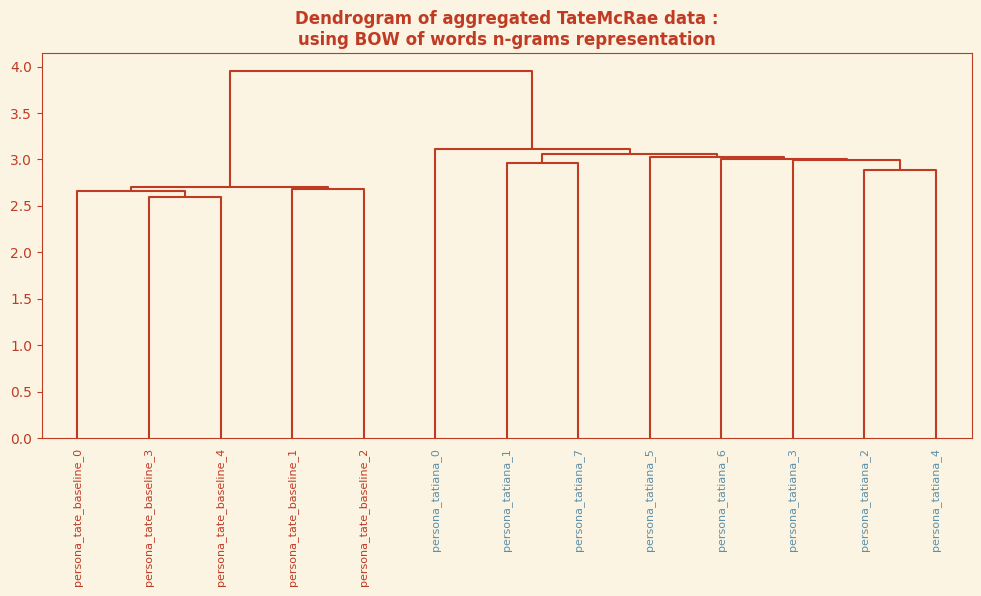 Dendrogram of aggregated TateMcRae data :
using BOW of words n-grams representation
4.0
3.5
3.0
2.5
2.0
1.5
1.0
0.5
0.0
persona_tate_baseline_0
persona_tate_baseline_3
persona_tate_baseline_4
persona_tate_baseline_1
persona_tate_baseline_2
persona_tatiana_0
persona_tatiana_1
persona_tatiana_7
persona_tatiana_5
persona_tatiana_6
persona_tatiana_3
persona_tatiana_2
persona_tatiana_4